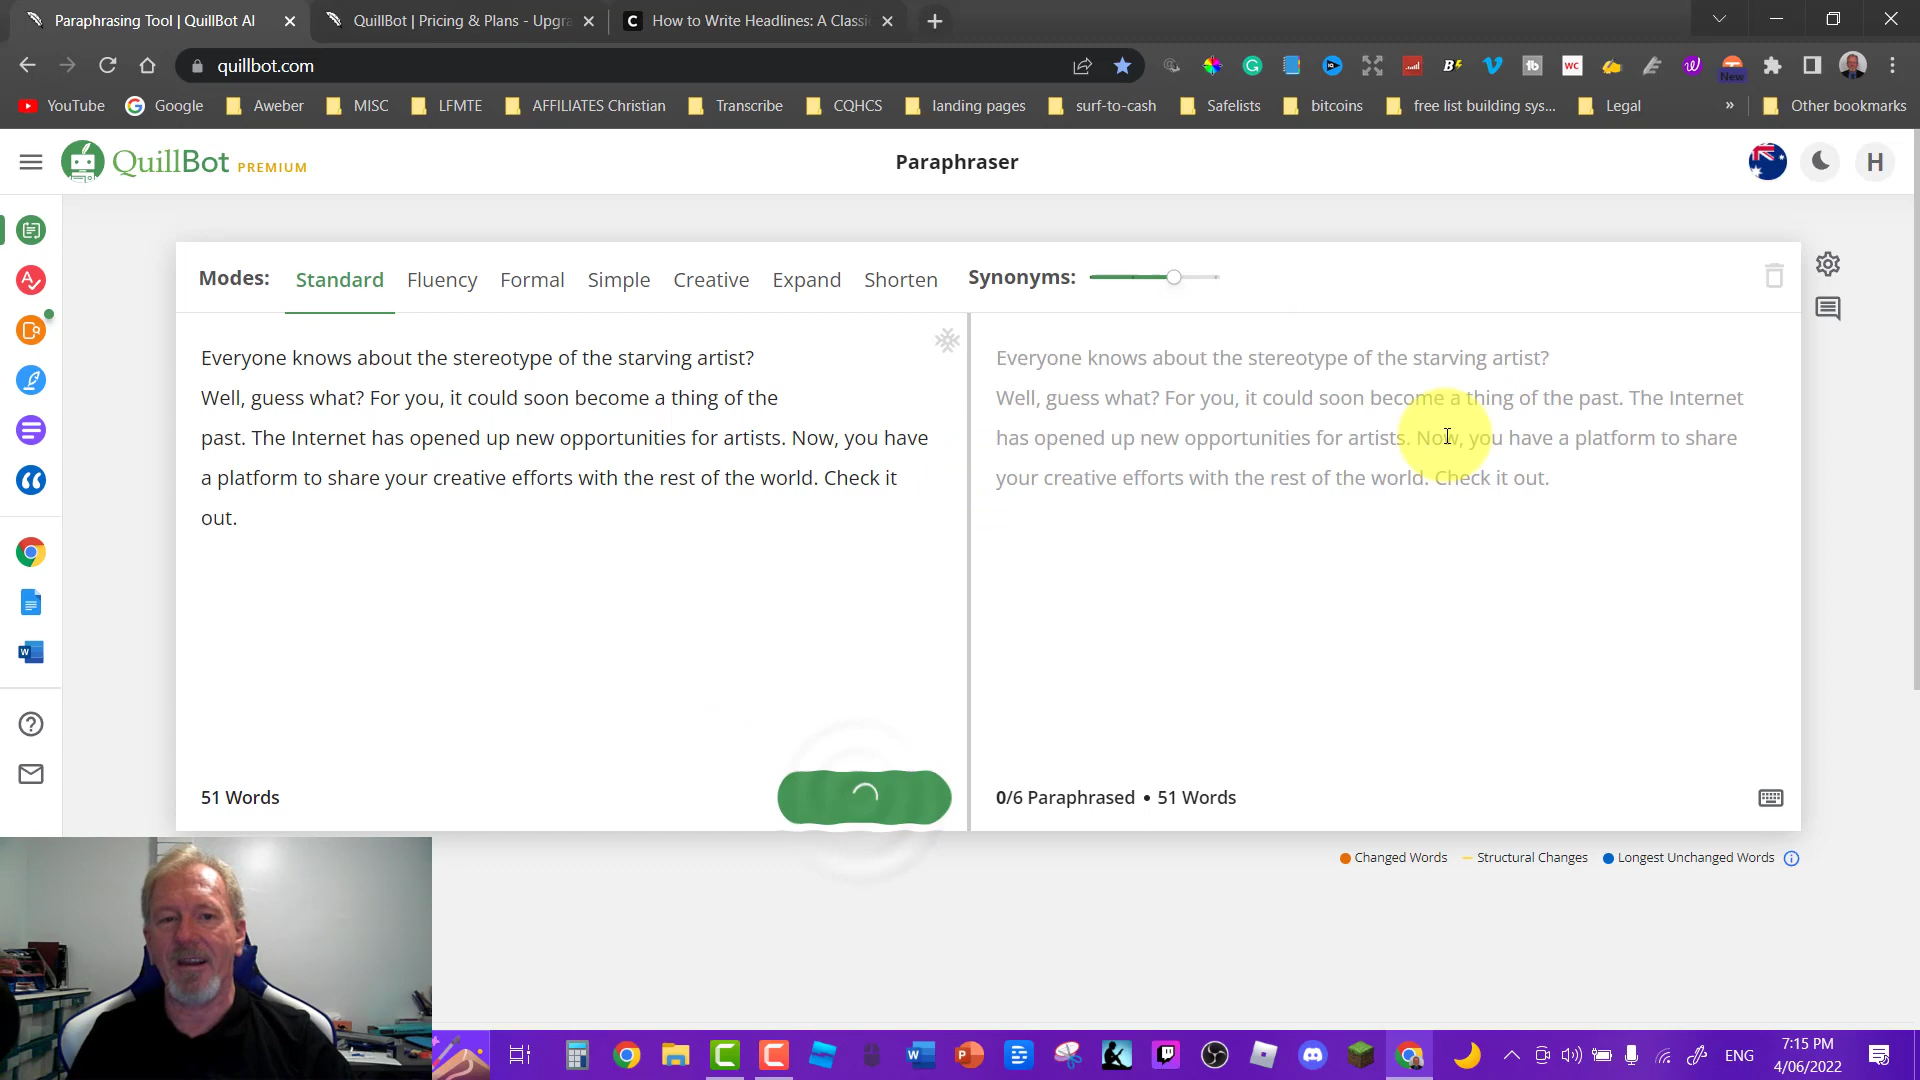 Paraphrasing Tool | QuillBot AI
QuillBot | Pricing & Plans - Upgra
C How to Write Headlines: A Classi
quillbot.com
New
YouTube
Google
Aweber
MISC
LFMTE
AFFILIATES Christian
Transcribe
CQHCS
landing pages
surf-to-cash
Safelists
bitcoins
free list building sys...
Legal
»
Other bookmarks
QuillBot PREMIUM
Paraphraser
H
Modes: Standard Fluency Formal Simple Creative Expand Shorten Synonyms:
Everyone knows about the stereotype of the starving artist?
Well, guess what? For you, it could soon become a thing of the
past. The Internet has opened up new opportunities for artists. Now, you have
a platform to share your creative efforts with the rest of the world. Check it
out.
51 Words
Everyone knows about the stereotype of the starving artist?
Well, guess what? For you, it could soon become a thing of the past. The Internet
has opened up new opportunities for artists. Now, you have a platform to share
your creative efforts with the rest of the world. Check it out.
0/6 Paraphrased • 51 Words
Changed Words
Structural Changes
Longest Unchanged Words
ENG
7:15 PM
4/06/2022